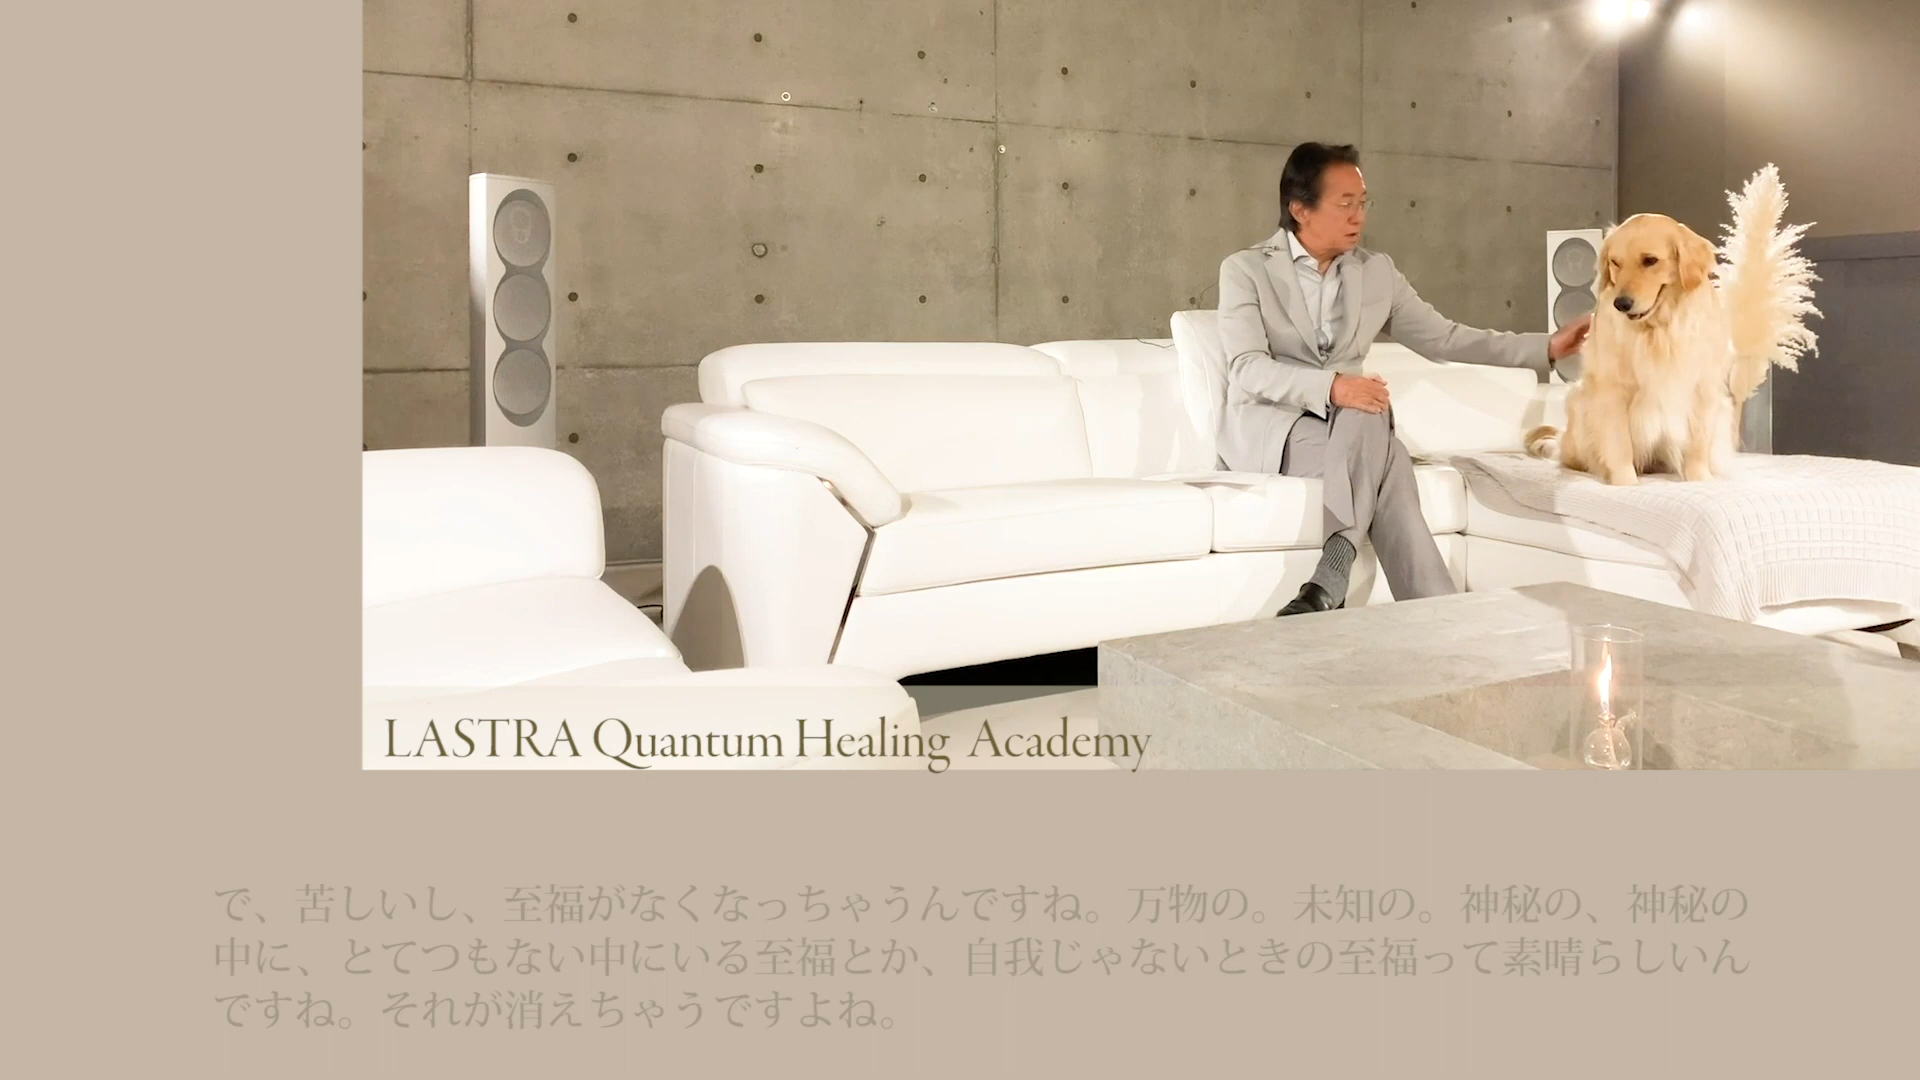 LASTRA Quantum Healing Academy
で、苦しいし、至福がなくなっちゃうんですね。万物の。未知の。神秘の、神秘の
中に、とてつもない中にいる至福とか、自我じゃないときの至福って素晴らしいん
ですね。それが消えちゃうですよね。